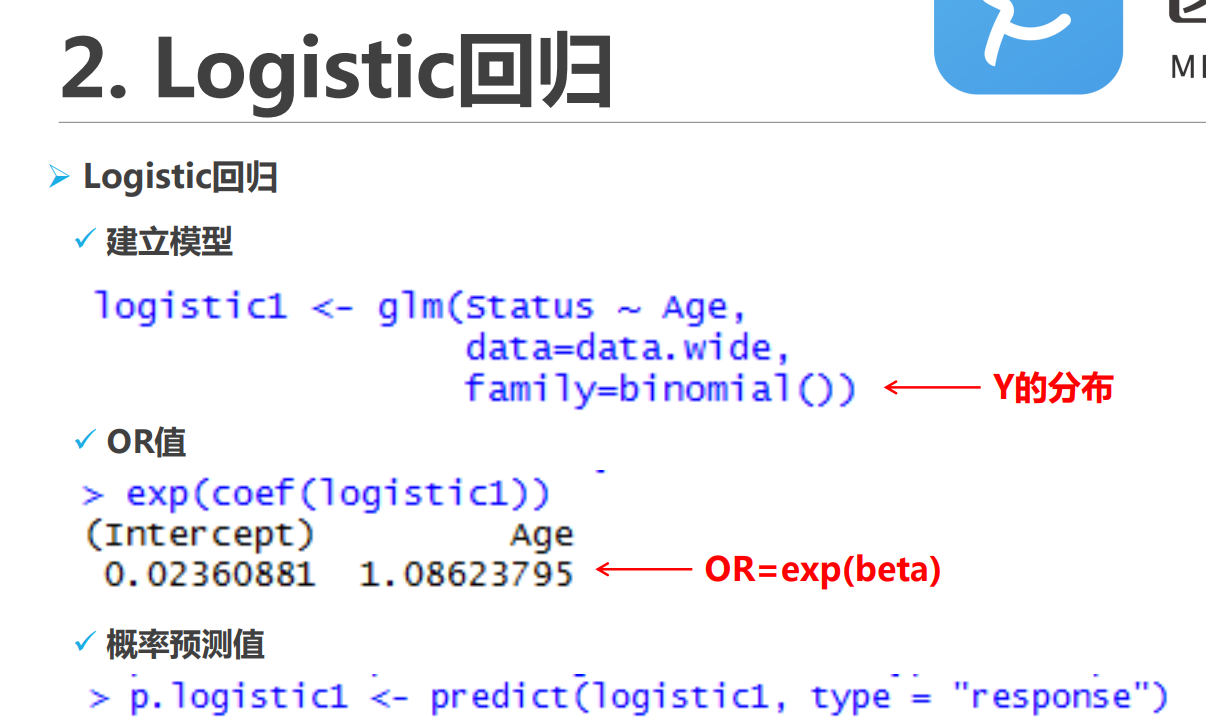 2. Logistic回归
Logistic回归
建立模型
logistic1 <- glm(Status ~ Age,
data=data.wide,
family=binomial())
Y的分布
OR值
> exp(coef(logistic1))
(Intercept) Age
0.02360881 1.08623795
OR=exp(beta)
概率预测值
> p.logistic1 <- predict(logistic1, type = "response")